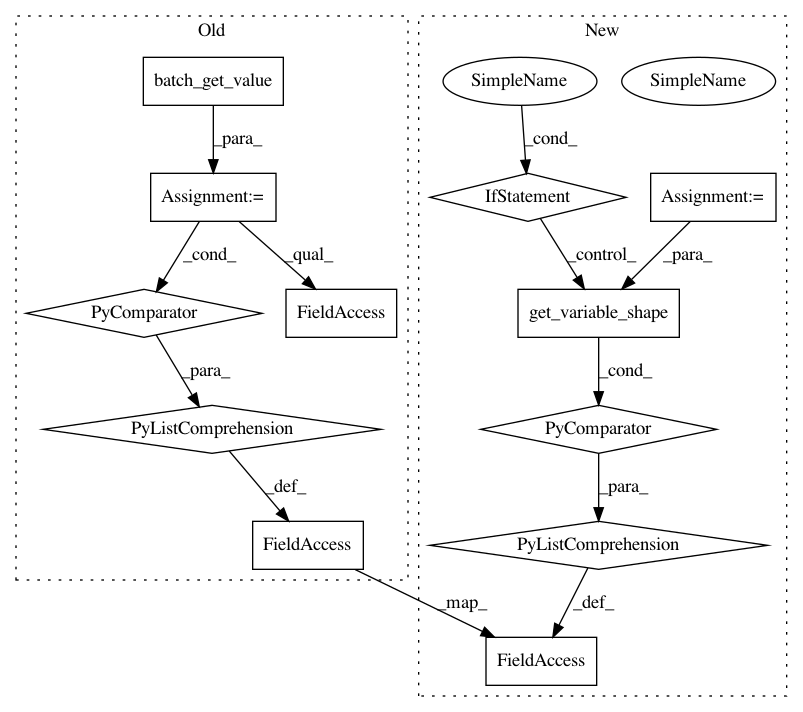 Old
New
batch_get_value
SimpleName
SimpleName
_para_
_cond_
Assignment:=
IfStatement
Assignment:=
_cond_
_qual_
_control_
_para_
PyComparator
FieldAccess
get_variable_shape
_para_
_cond_
PyListComprehension
PyComparator
_def_
_para_
FieldAccess
PyListComprehension
_map_
_def_
FieldAccess